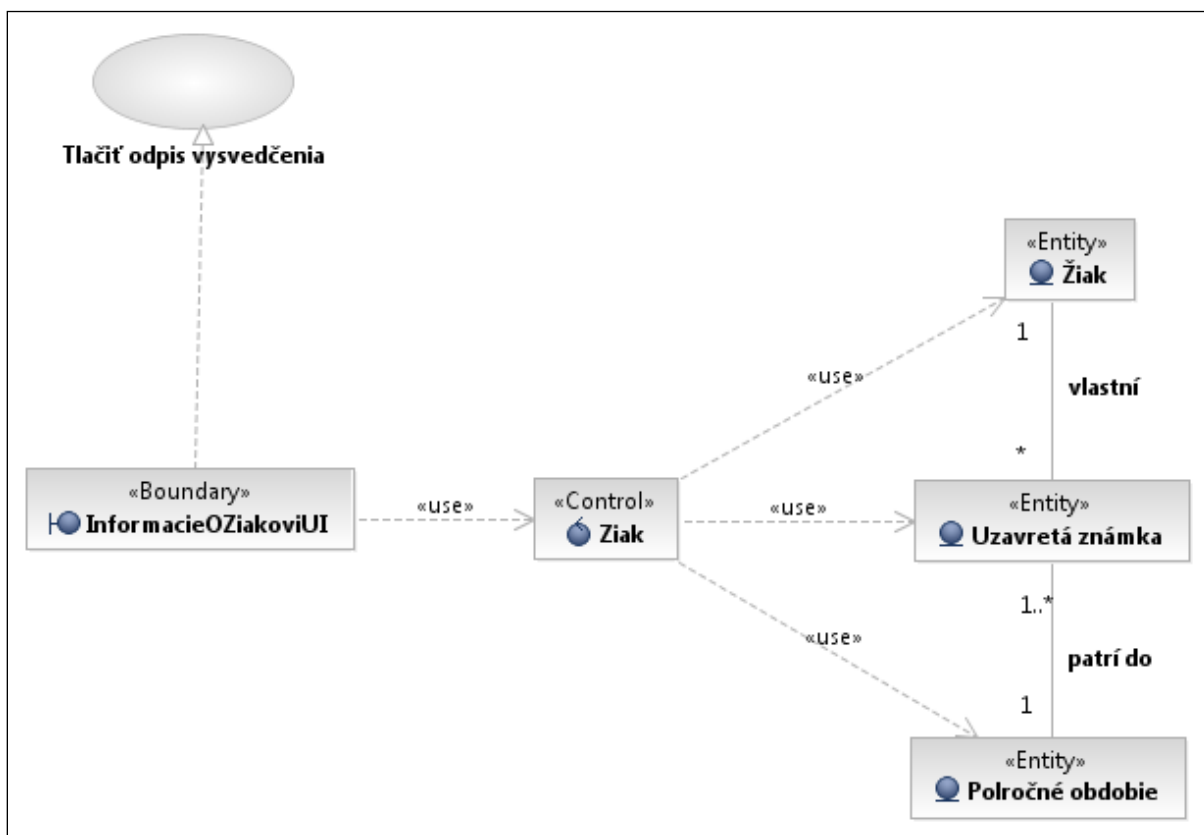 Tlačiť odpis vysvedčenia
«Entity»
Žiak
1
«use»
vlastní
*
«Boundary»
InformacieOZiakoviUI
«use»
«Control»
Ziak
«use»
«Entity»
Uzavretá známka
1..*
«use»
patrí do
1
«Entity»
Polročné obdobie